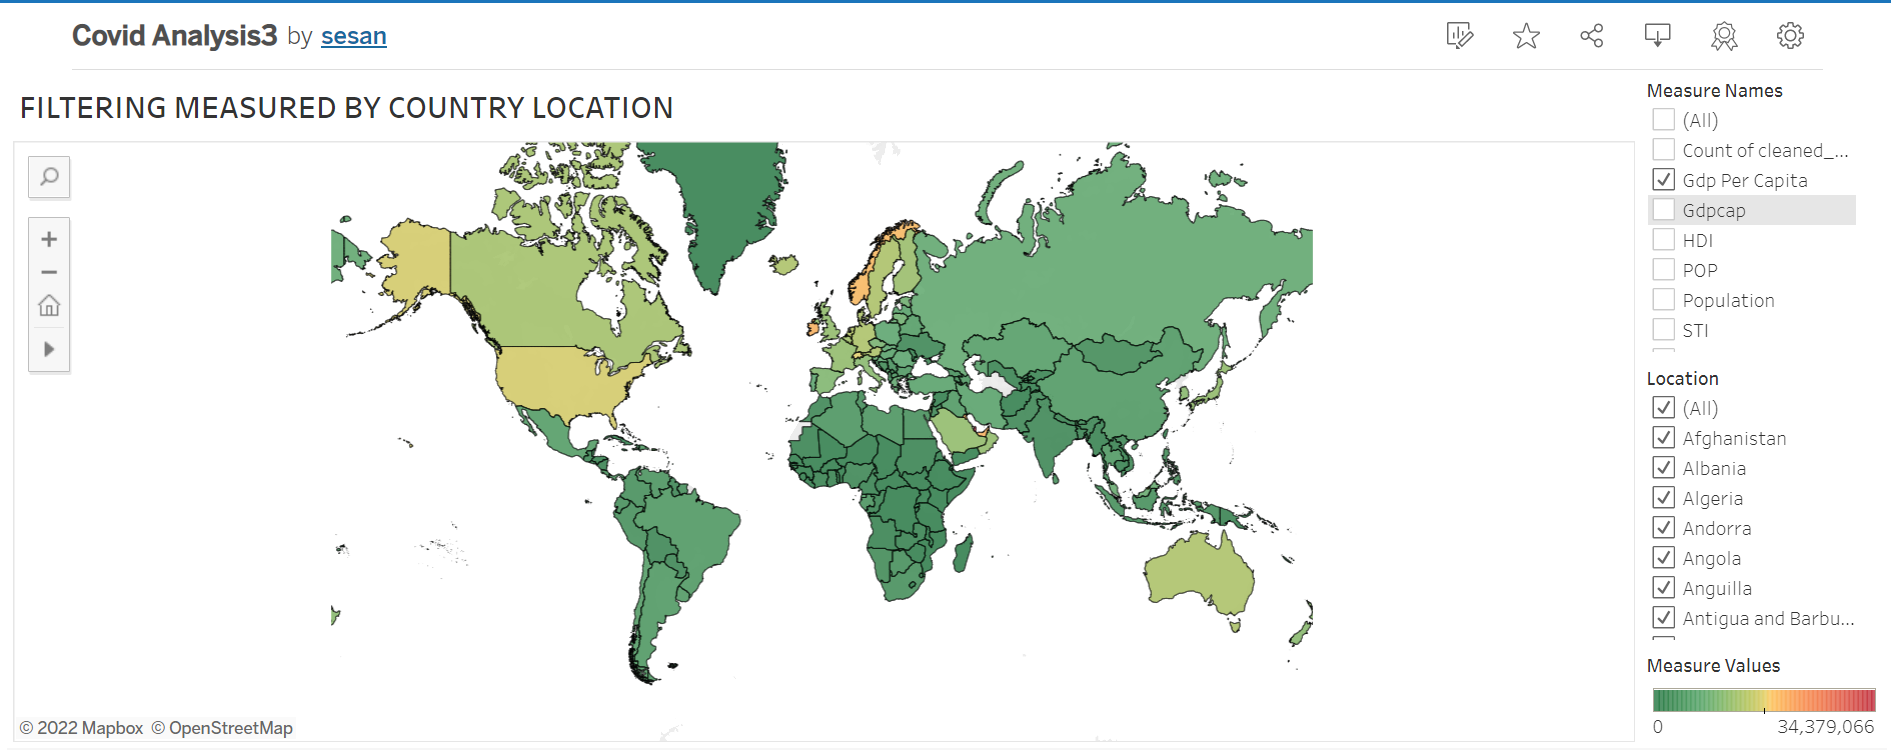 Covid Analysis3 by sesan
FILTERING MEASURED BY COUNTRY LOCATION
Measure Names
(All)
Count of cleaned_...
Gdp Per Capita
Gdpcap
HDI
POP
Population
STI
Location
(All)
Afghanistan
Albania
Algeria
Andorra
Angola
Anguilla
Antigua and Barbu...
Measure Values
0 34,379,066
© 2022 Mapbox © OpenStreetMap